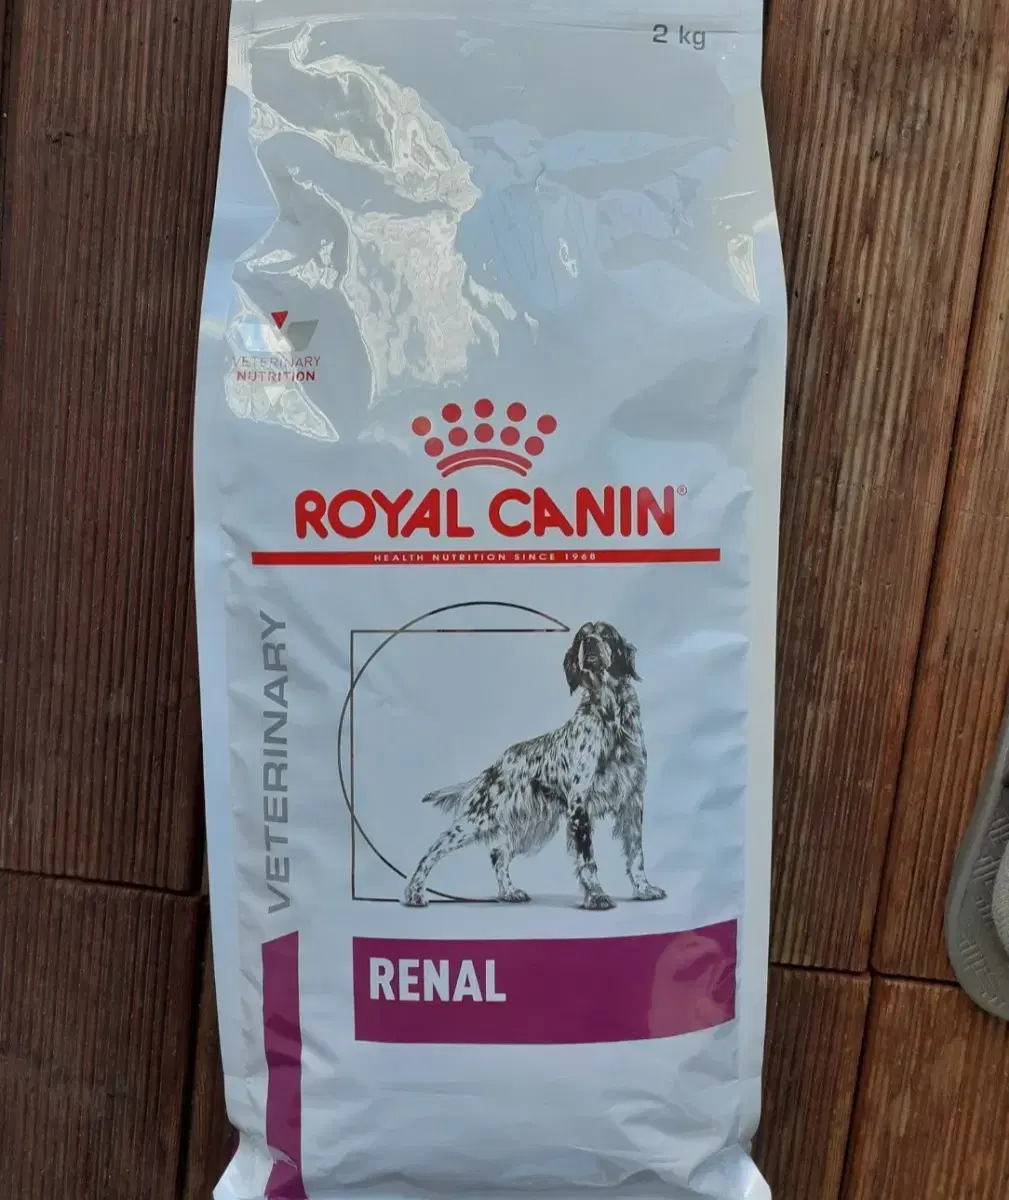 2 kg
VETERINARY
NUTRITION
ROYAL CANIN®
HEALTH NUTRITION SINCE 1968
VETERINARY
RENAL